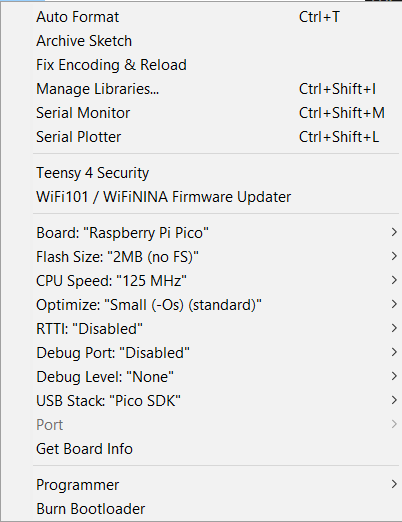 Auto Format Ctrl+T
Archive Sketch
Fix Encoding & Reload
Manage Libraries... Ctrl+Shift+I
Serial Monitor Ctrl+Shift+M
Serial Plotter Ctrl+Shift+L
Teensy 4 Security
WiFi101 / WiFiNINA Firmware Updater
Board: "Raspberry Pi Pico"
Flash Size: "2MB (no FS)"
CPU Speed: "125 MHz"
Optimize: "Small (-Os) (standard)"
RTTI: "Disabled"
Debug Port: "Disabled"
Debug Level: "None"
USB Stack: "Pico SDK"
Port
Get Board Info
Programmer
Burn Bootloader